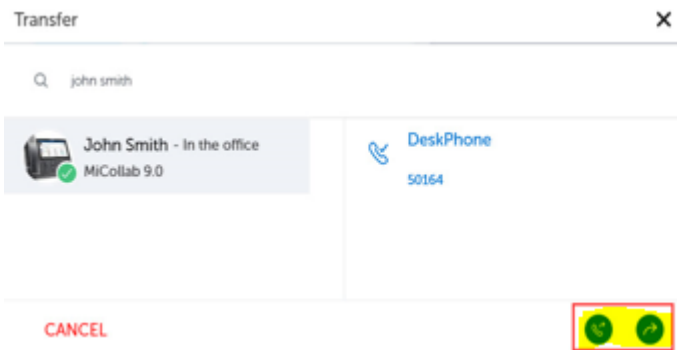 Transfer
john smith
John Smith - In the office
MiCollab 9.0
DeskPhone
50164
CANCEL